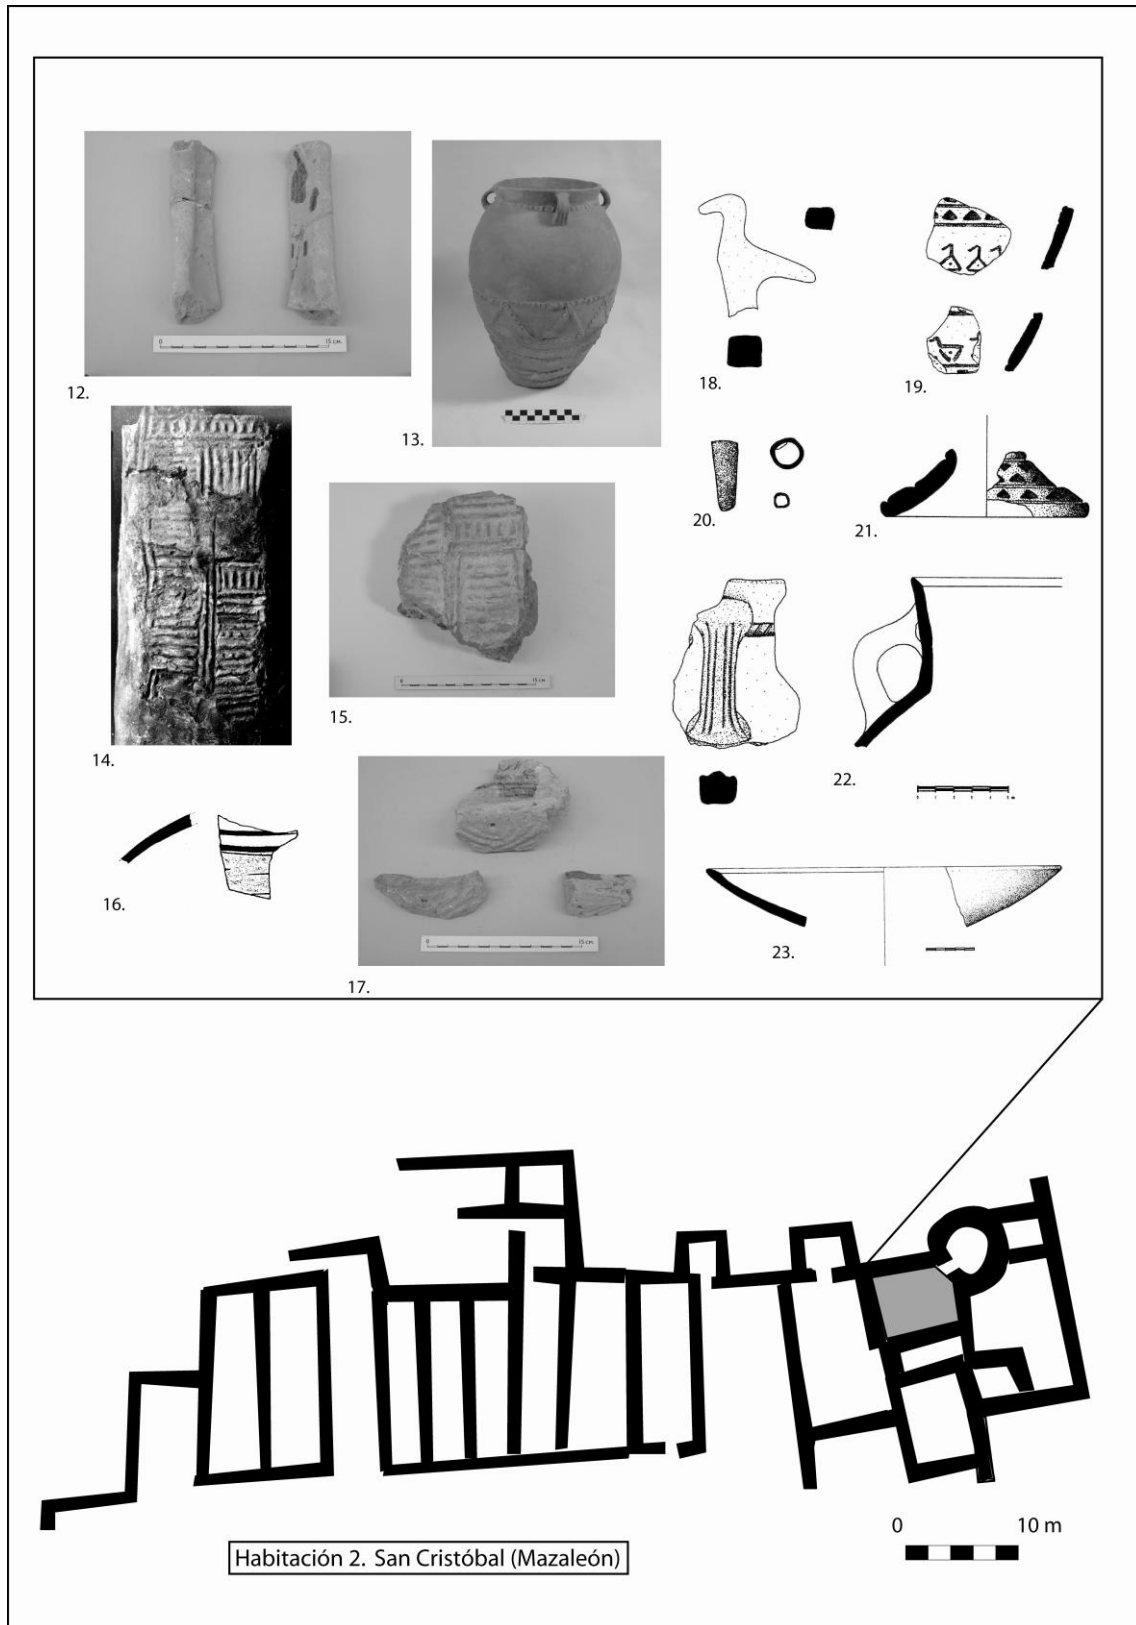 0 15 cm.
12.
13.
14.
0 15 cm
15.
16.
0 15 cm.
17.
18.
19.
20.
21.
22.
23.
0 10 m
Habitación 2. San Cristóbal (Mazaleón)